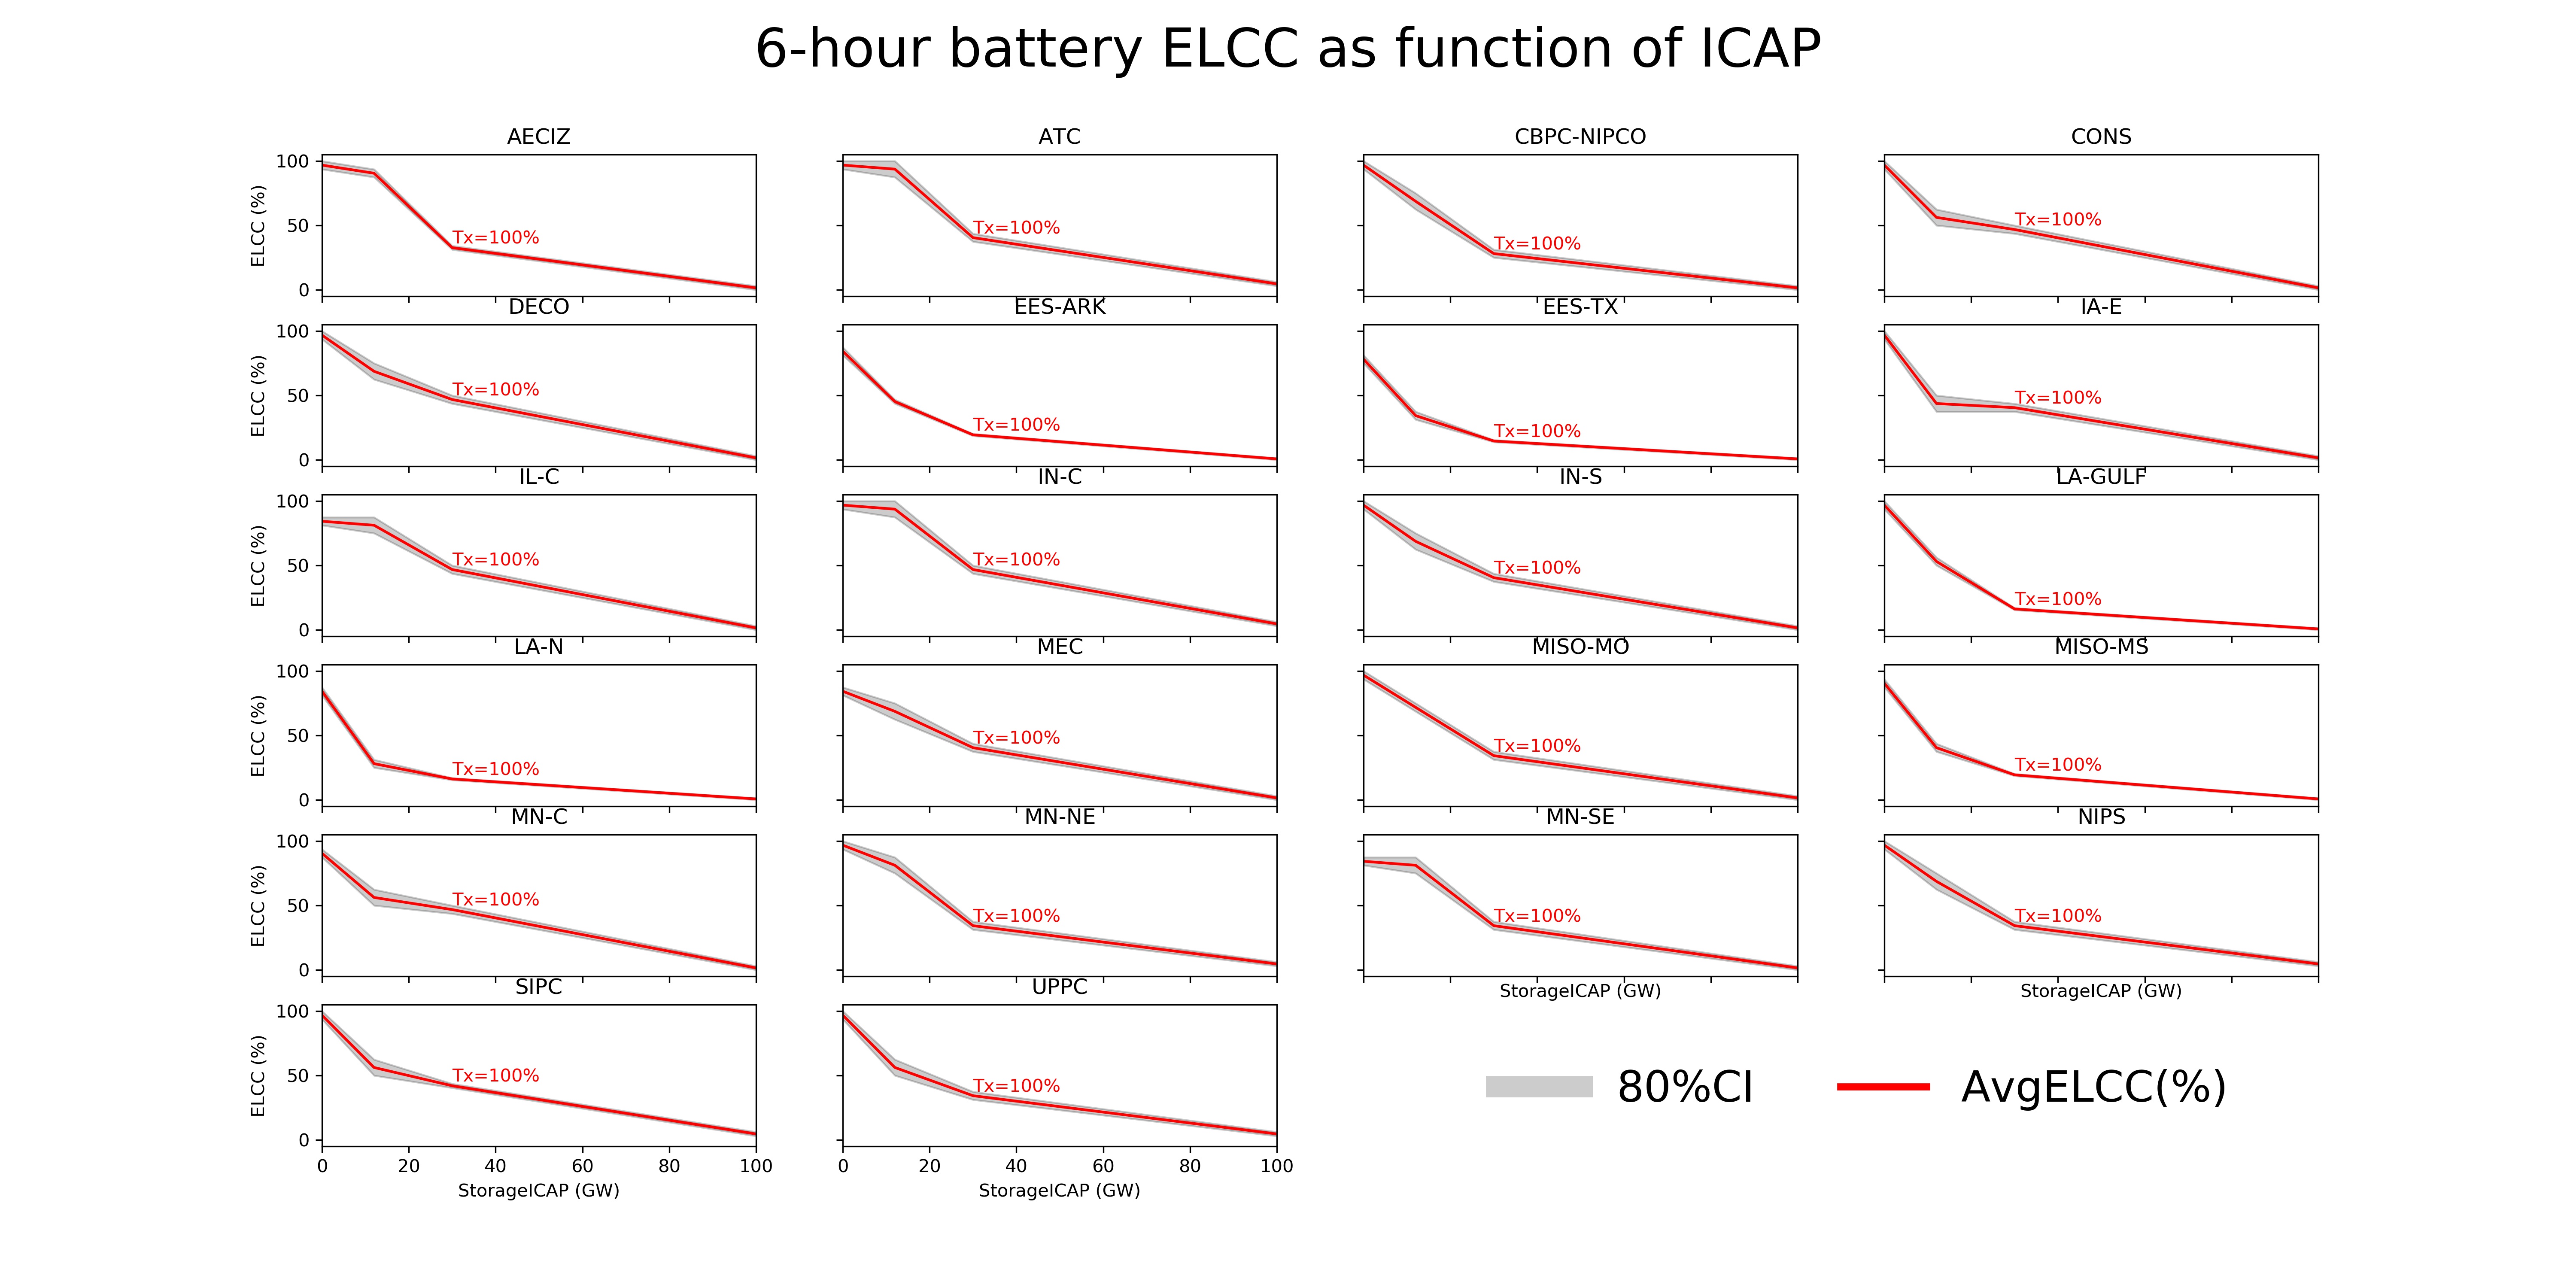 6-hour battery ELCC as function of ICAP
AECIZ
ATC
CBPC-NIPCO
CONS
ELCC (%)
100
50
0
Tx=100%
Tx=100%
Tx=100%
Tx=100%
DECO
EES-ARK
EES-TX
IA-E
ELCC (%)
100
50
0
Tx=100%
Tx=100%
Tx=100%
Tx=100%
IL-C
IN-C
IN-S
LA-GULF
ELCC (%)
100
50
0
Tx=100%
Tx=100%
Tx=100%
Tx=100%
LA-N
MEC
MISO-MO
MISO-MS
ELCC (%)
100
50
0
Tx=100%
Tx=100%
Tx=100%
Tx=100%
MN-C
MN-NE
MN-SE
NIPS
ELCC (%)
100
50
0
Tx=100%
Tx=100%
Tx=100%
Tx=100%
StorageICAP (GW)
StorageICAP (GW)
SIPC
UPPC
ELCC (%)
100
50
0
Tx=100%
Tx=100%
0 20 40 60 80 100
0 20 40 60 80 100
StorageICAP (GW)
StorageICAP (GW)
80%CI
AvgELCC(%)